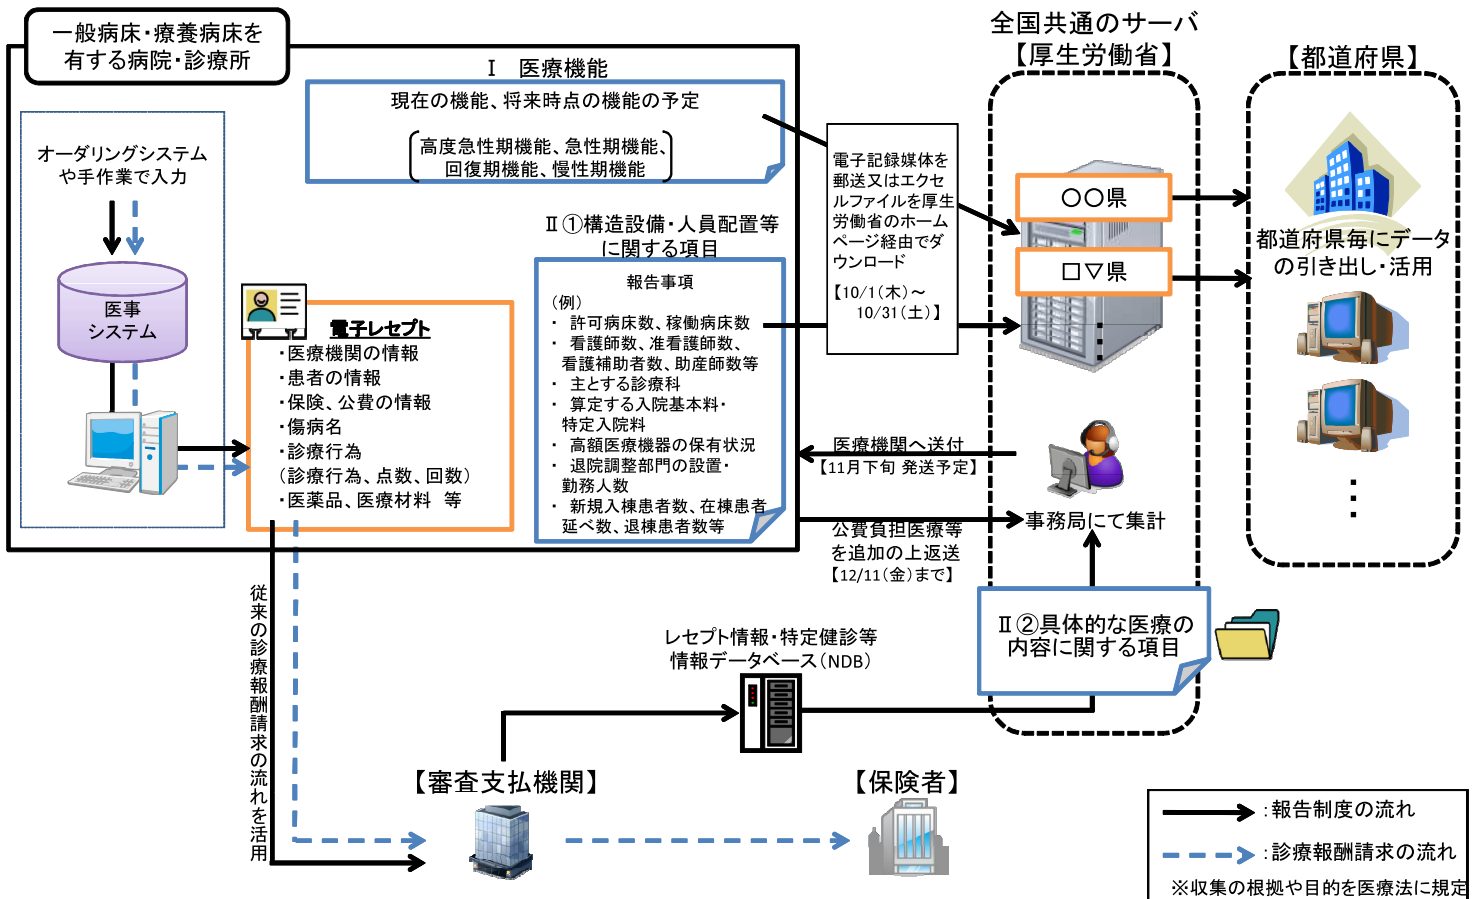 一般病床・療養病床を
有する病院・診療所
オーダリングシステム
や手作業で入力
医事
システム
Ⅰ　医療機能
現在の機能、将来時点の機能の予定
高度急性期機能、急性期機能、
回復期機能、慢性期機能
Ⅱ①構造設備・人員配置等
に関する項目
報告事項
（例）
・ 許可病床数、稼働病床数
・ 看護師数、准看護師数、
看護補助者数、助産師数等
・ 主とする診療科
・ 算定する入院基本料・
特定入院料
・ 高額医療機器の保有状況
・ 退院調整部門の設置・
勤務人数
・ 新規入棟患者数、在棟患者
延べ数、退棟患者数等
電子レセプト
・医療機関の情報
・患者の情報
・保険、公費の情報
・傷病名
・診療行為
（診療行為、点数、回数）
・医薬品、医療材料　等
電子記録媒体を
郵送又はエクセ
ルファイルを厚生
労働省のホーム
ページ経由でダ
ウンロード
【10/1（木）～
10/31（土）】
全国共通のサーバ
【厚生労働省】
〇〇県
□▽県
【都道府県】
都道府県毎にデータ
の引き出し・活用
医療機関へ送付
【11月下旬 発送予定】
事務局にて集計
公費負担医療等
を追加の上返送
【12/11（金）まで】
Ⅱ②具体的な医療の
内容に関する項目
レセプト情報・特定健診等
情報データベース（NDB）
従来の診療報酬請求の流れを活用
【審査支払機関】
【保険者】
：報告制度の流れ
：診療報酬請求の流れ
※収集の根拠や目的を医療法に規定